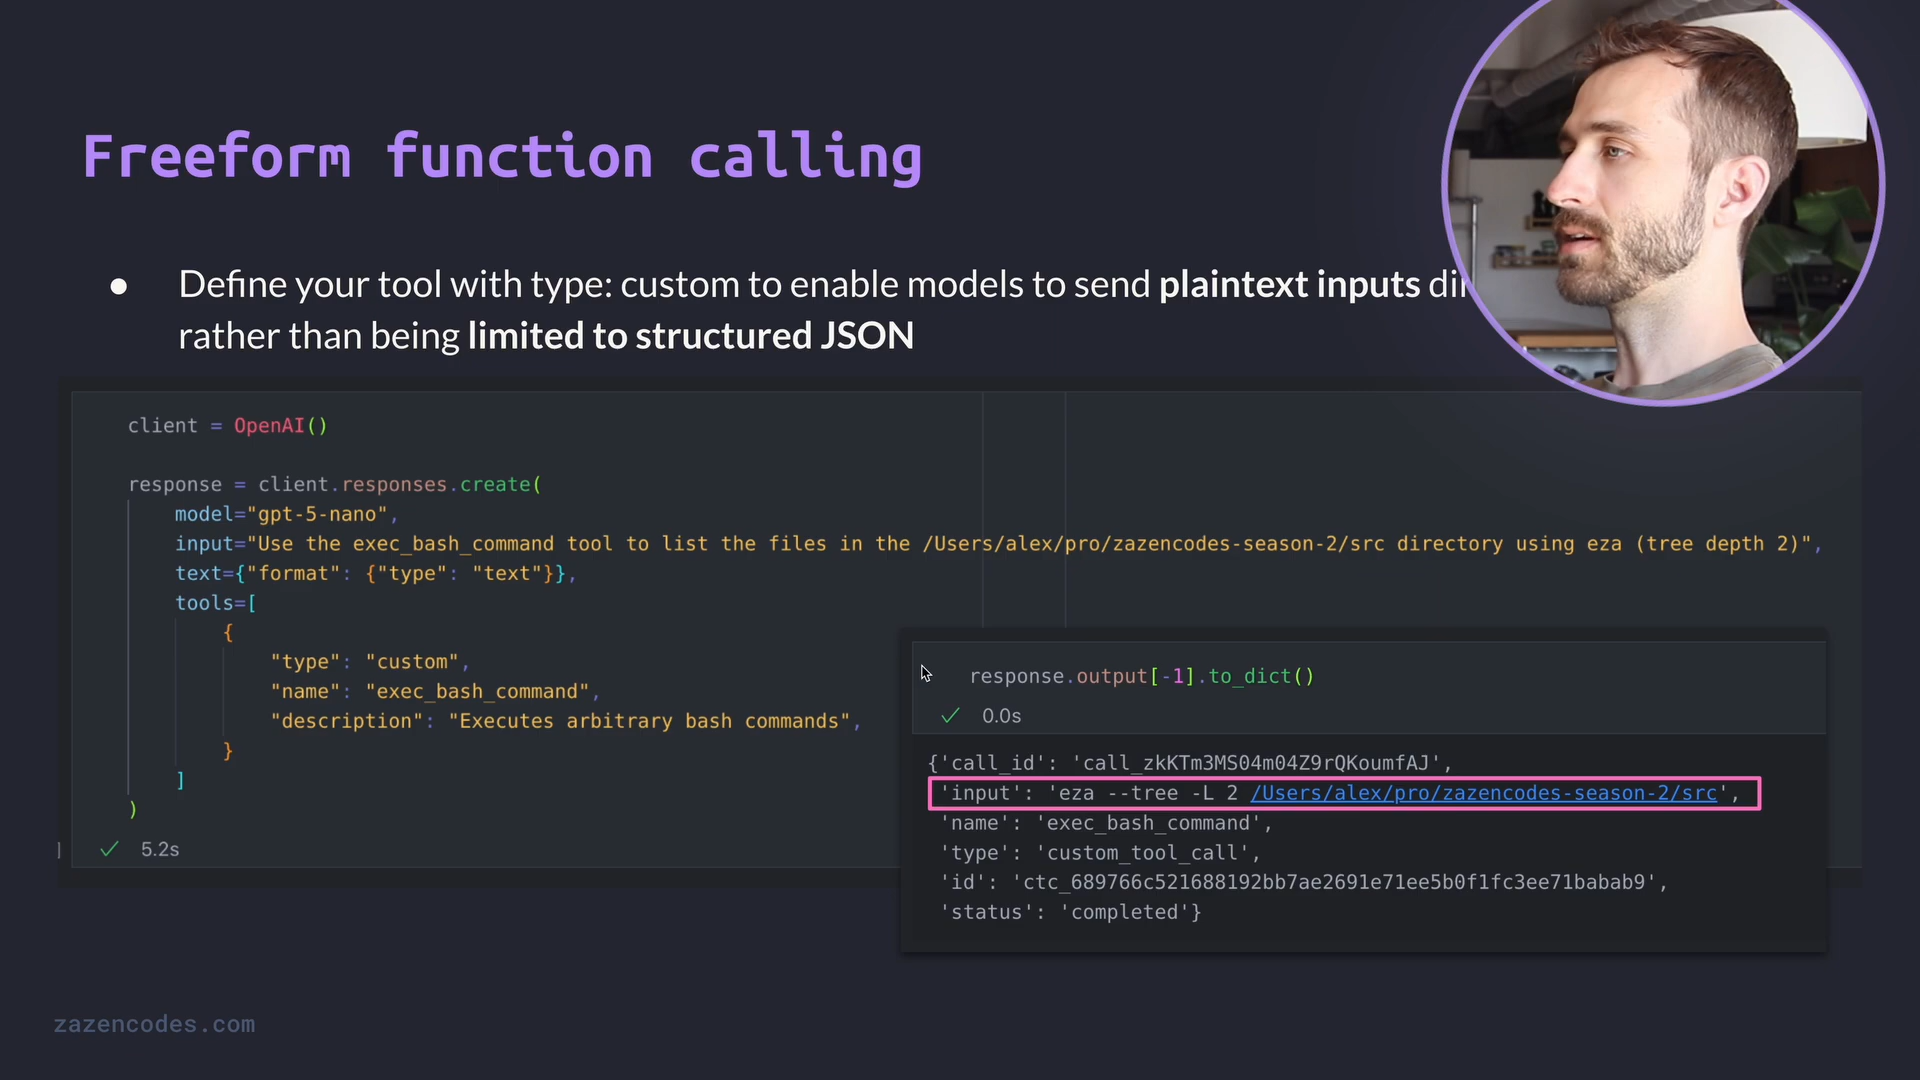 Freeform function calling
● Define your tool with type: custom to enable models to send plaintext inputs
rather than being limited to structured JSON
client = OpenAI()
response = client.responses.create(
model="gpt-5-nano",
input="Use the exec_bash_command tool to list the files in the /Users/alex/pro/zazencodes-season-2/src directory using eza (tree depth 2)",
text={"format": {"type": "text"}},
tools=[
{
"type": "custom",
"name": "exec_bash_command",
"description": "Executes arbitrary bash commands",
}
]
)
✓ 5.2s
response.output[-1].to_dict()
✓ 0.0s
{'call_id': 'call_zkKTm3MS04m04Z9rQKoumfAJ',
'input': 'eza --tree -L 2 /Users/alex/pro/zazencodes-season-2/src',
'name': 'exec_bash_command',
'type': 'custom_tool_call',
'id': 'ctc_689766c521688192bb7ae2691e71ee5b0f1fc3ee71babab9',
'status': 'completed'}
zazencodes.com